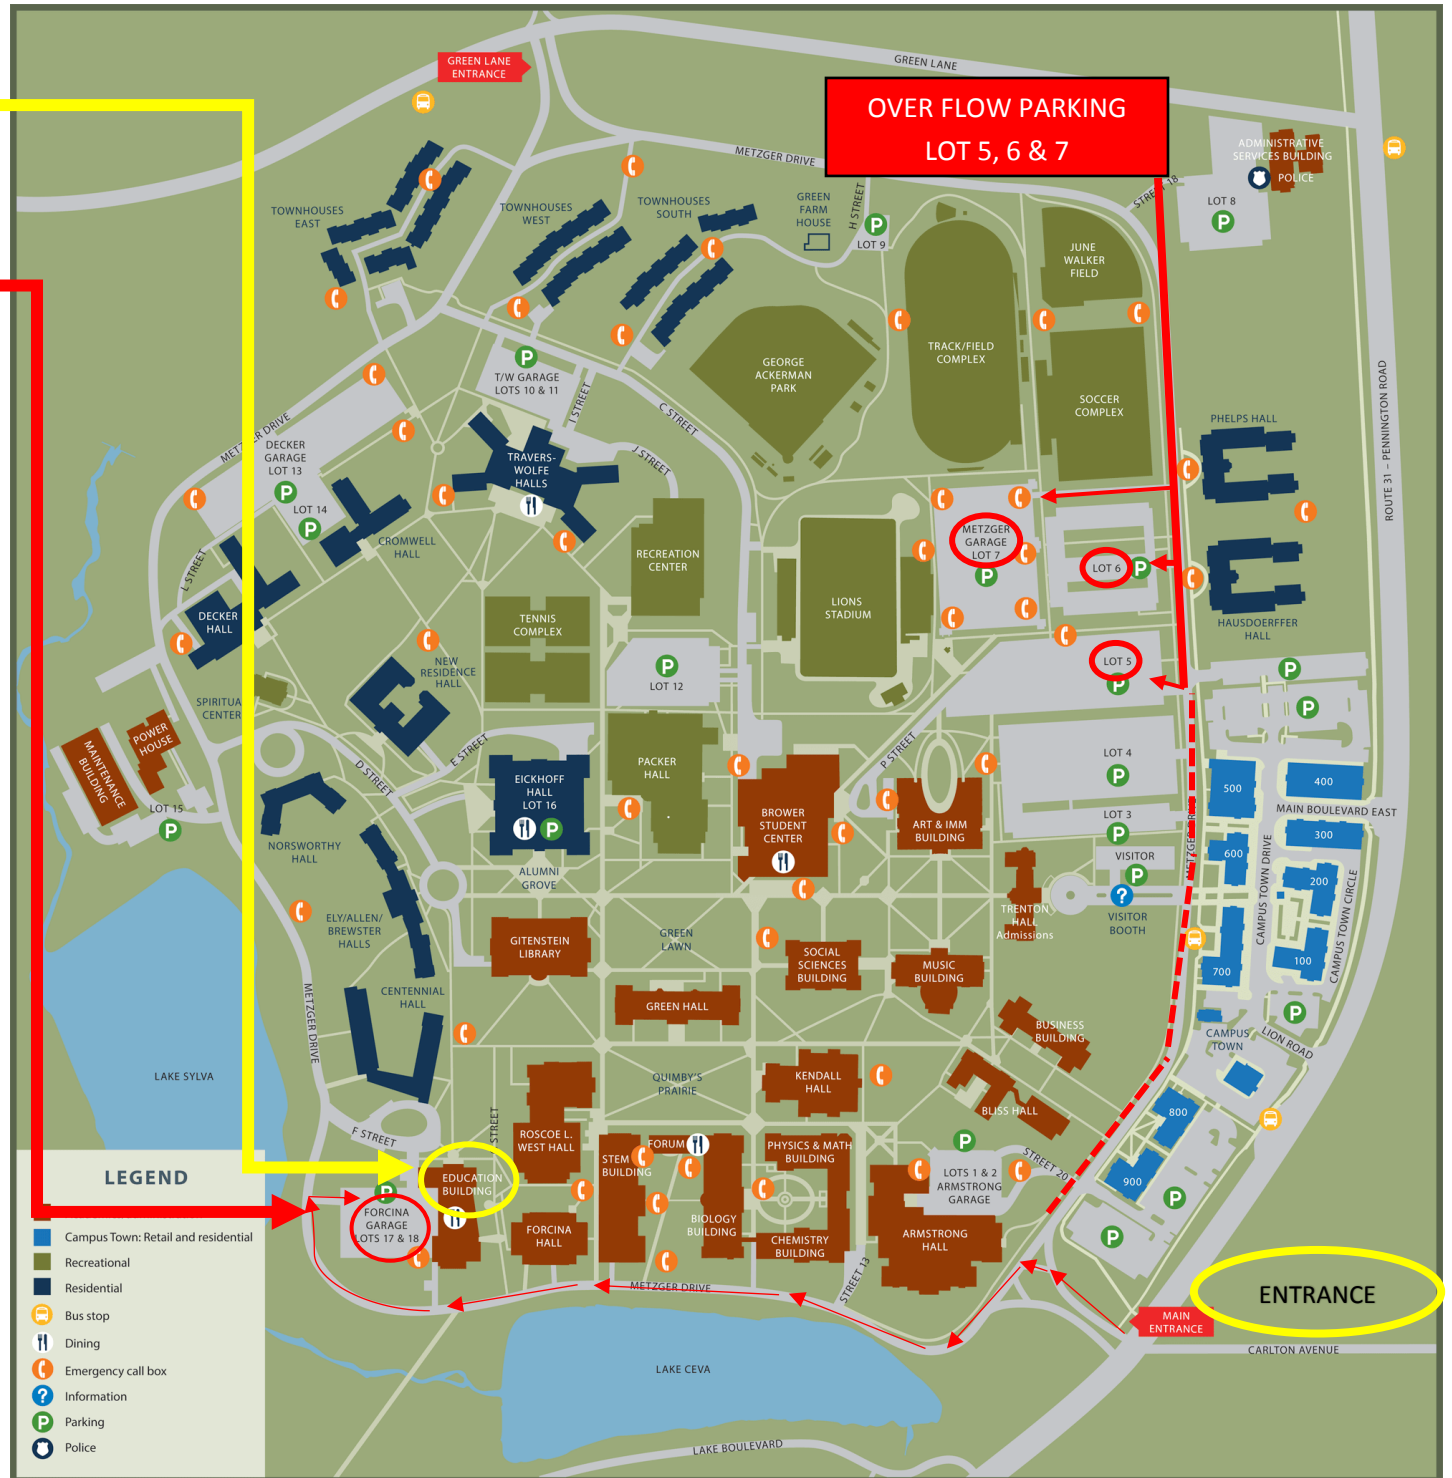 GREEN LANE
ENTRANCE
GREEN LANE
OVER FLOW PARKING
LOT 5, 6 & 7
ADMINISTRATIVE
SERVICES BUILDING
POLICE
METZGER DRIVE
STREET 18
LOT 8
P
TOWNHOUSES
EAST
TOWNHOUSES
WEST
TOWNHOUSES
SOUTH
GREEN
FARM
HOUSE
H STREET
P
LOT 9
JUNE
WALKER
FIELD
TRACK/FIELD
COMPLEX
GEORGE
ACKERMAN
PARK
SOCCER
COMPLEX
P
T/W GARAGE
LOTS 10 & 11
I STREET
C STREET
J STREET
ROUTE 31 – PENNINGTON ROAD
PHELPS HALL
METZGER DRIVE
DECKER
GARAGE
LOT 13
P
LOT 14
P
TRAVERS-
WOLFE
HALLS
CROMWELL
HALL
RECREATION
CENTER
METZGER
GARAGE
LOT 7
P
LOT 6
P
L STREET
DECKER
HALL
TENNIS
COMPLEX
LIONS
STADIUM
HAUSDOERFFER
HALL
NEW
RESIDENCE
HALL
P
LOT 12
LOT 5
P
P
P
SPIRITUA
CENTER
POWER
HOUSE
MAINTENANCE
BUILDING
LOT 15
P
D STREET
E STREET
EICKHOFF
HALL
LOT 16
P
PACKER
HALL
P STREET
LOT 4
P
500
400
MAIN BOULEVARD EAST
BROWER
STUDENT
CENTER
ART & IMM
BUILDING
LOT 3
P
METZGER DRIVE
300
600
CAMPUS TOWN DRIVE
VISITOR
P
200
NORSWORTHY
HALL
ALUMNI
GROVE
?
VISITOR
BOOTH
TRENTON
HALL
Admissions
CAMPUS TOWN CIRCLE
ELY/ALLEN/
BREWSTER
HALLS
GITENSTEIN
LIBRARY
GREEN
LAWN
SOCIAL
SCIENCES
BUILDING
MUSIC
BUILDING
700
100
METZGER DRIVE
CENTENNIAL
HALL
GREEN HALL
BUSINESS
BUILDING
P
LION ROAD
CAMPUS
TOWN
LAKE SYLVA
QUIMBY'S
PRAIRIE
KENDALL
HALL
BLISS HALL
800
F STREET
STREET
ROSCOE L.
WEST HALL
STEM
BUILDING
FORUM
PHYSICS & MATH
BUILDING
P
LOTS 1 & 2
ARMSTRONG
GARAGE
STREET 20
900
P
EDUCATION
BUILDING
P
FORCINA
GARAGE
LOTS 17 & 18
FORCINA
HALL
BIOLOGY
BUILDING
CHEMISTRY
BUILDING
ARMSTRONG
HALL
P
STREET 13
METZGER DRIVE
ENTRANCE
MAIN
ENTRANCE
CARLTON AVENUE
LAKE CEVA
LAKE BOULEVARD
LEGEND
Campus Town: Retail and residential
Recreational
Residential
Bus stop
Dining
Emergency call box
? Information
P Parking
Police